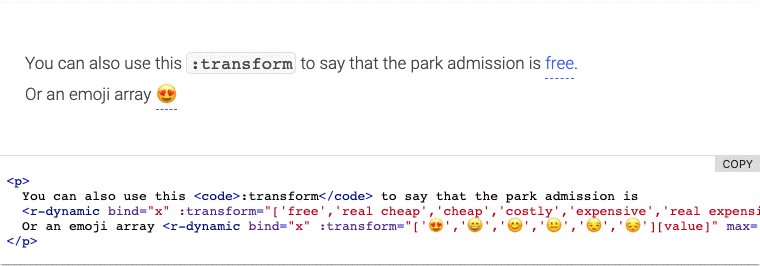 You can also use this :transform to say that the park admission is free.
Or an emoji array 😍
COPY
<p>
You can also use this <code>:transform</code> to say that the park admission is
<r-dynamic bind="x" :transform="['free','real cheap','cheap','costly','expensive','real expensi
Or an emoji array <r-dynamic bind="x" :transform="['😍','😄','😊','😐','😒','😔'][value]" max=
</p>